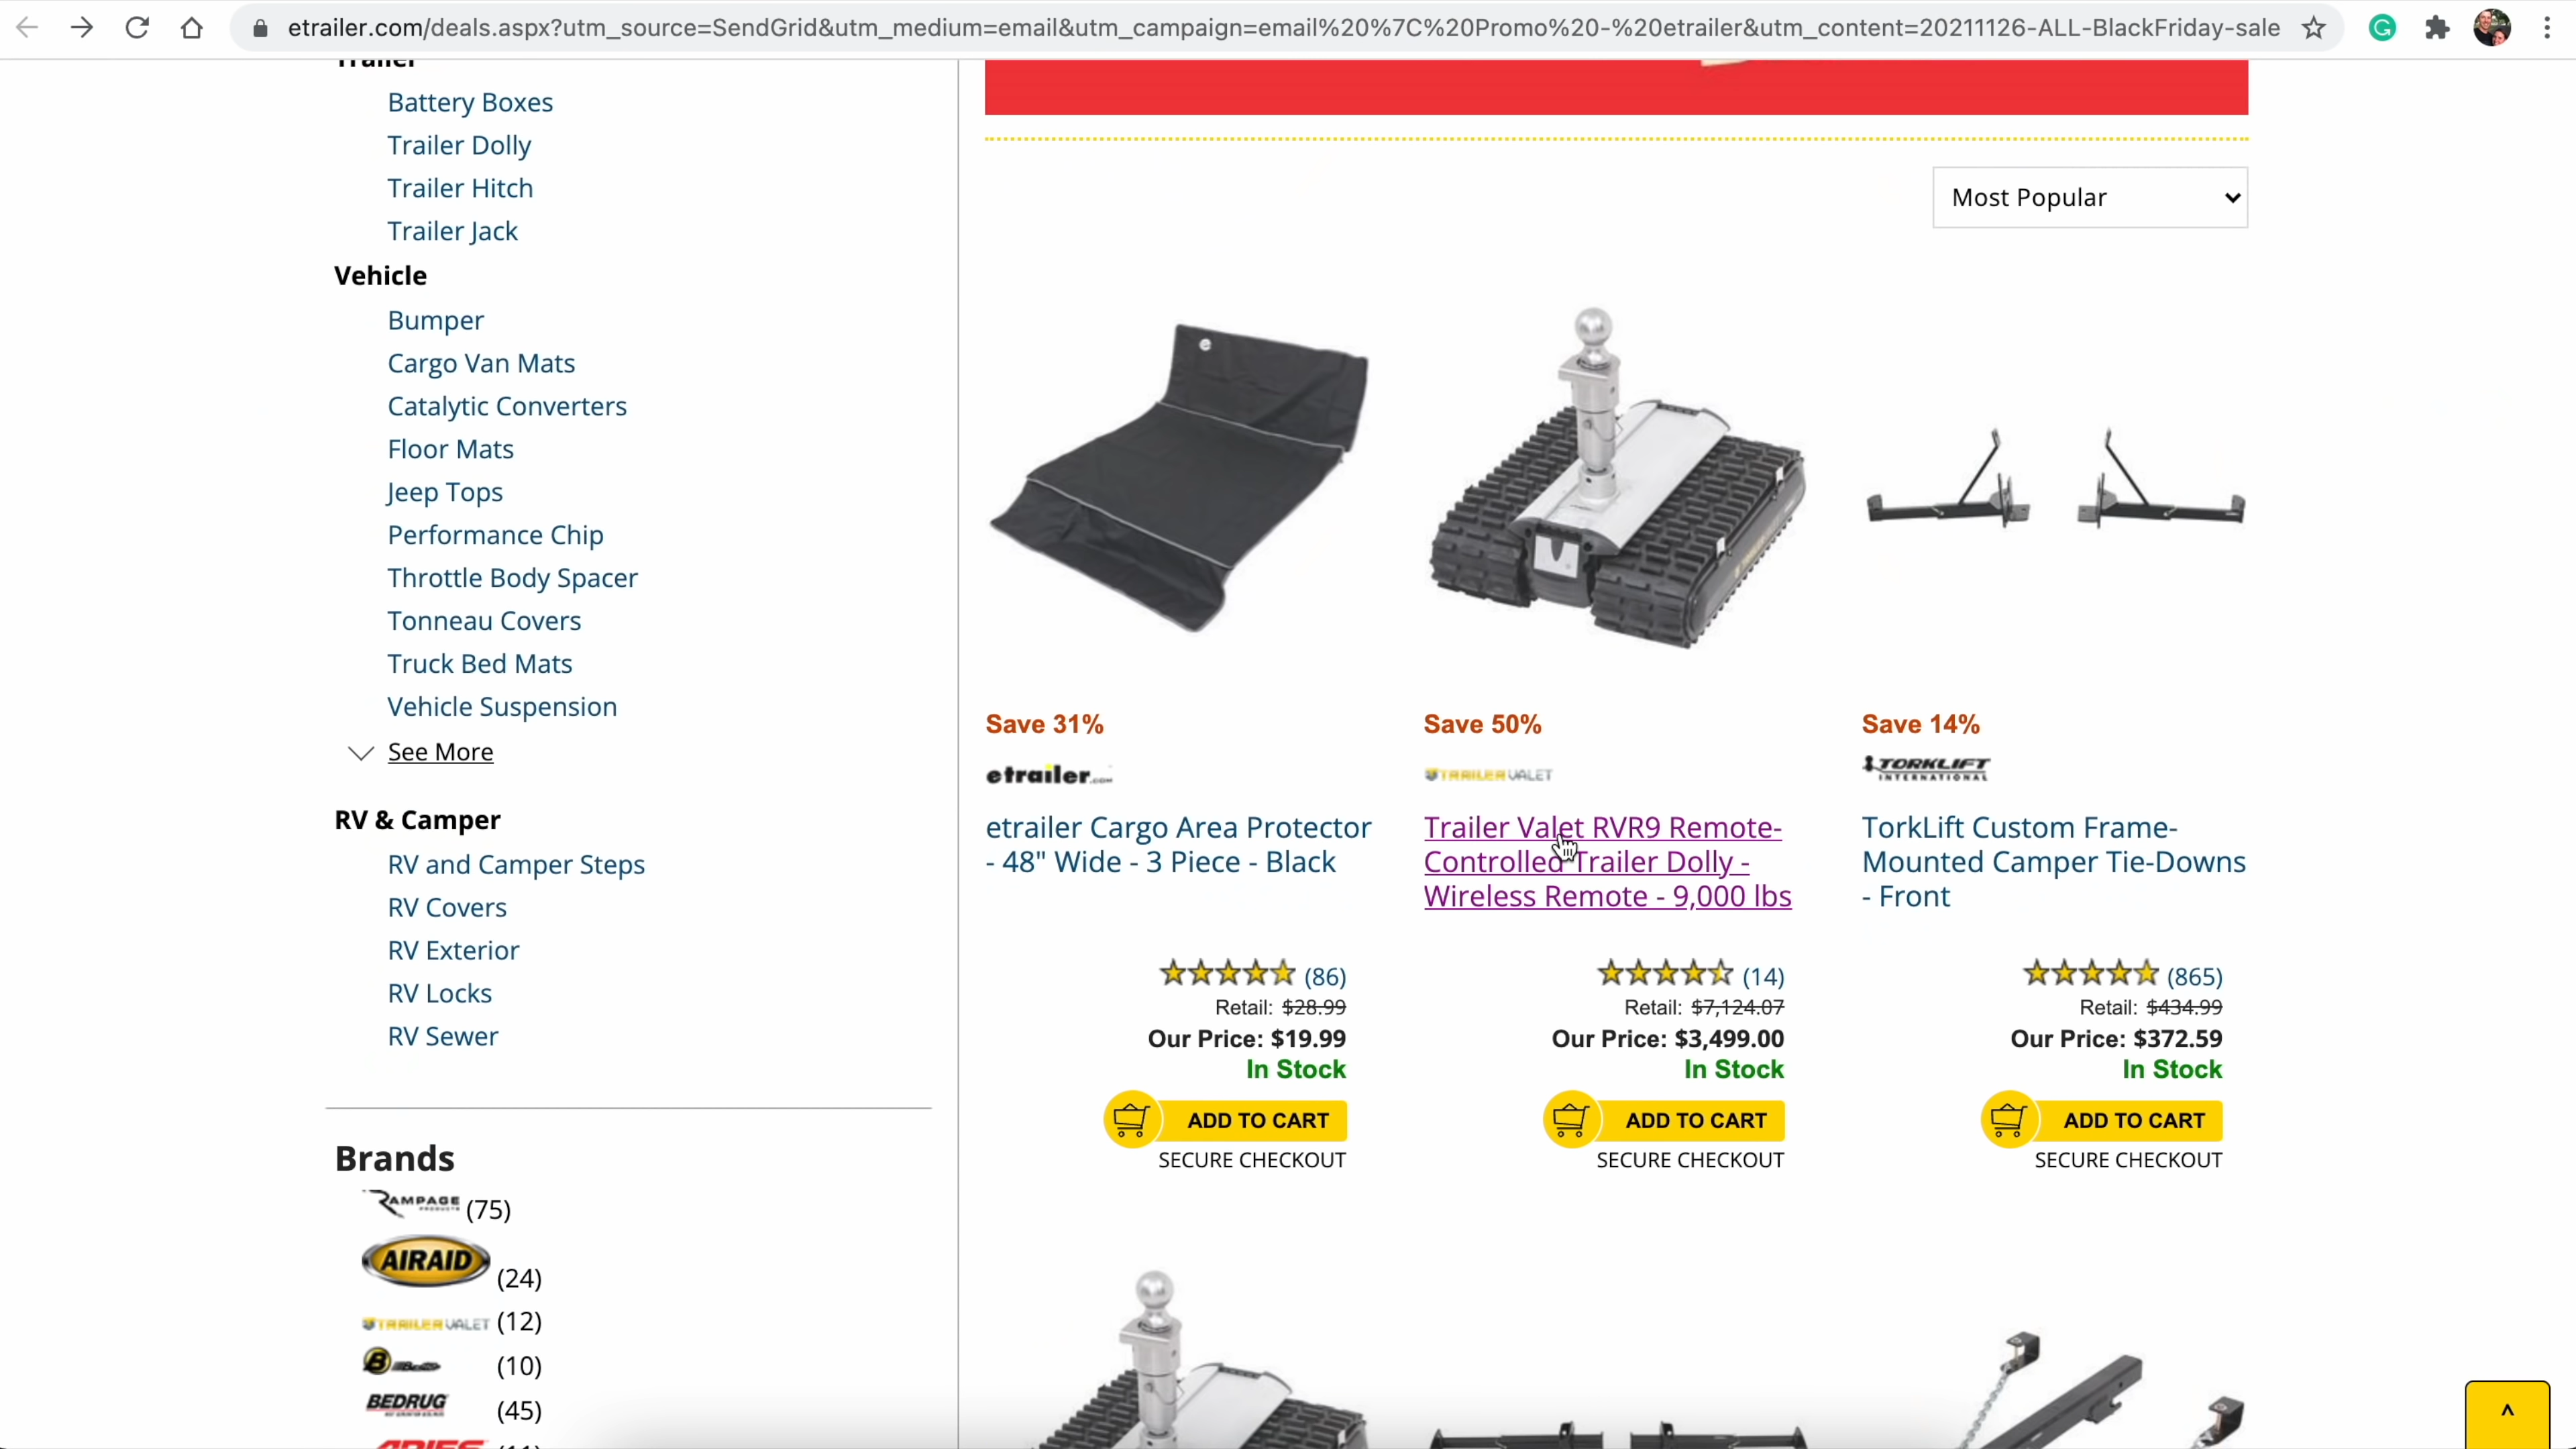 etrailer.com/deals.aspx?utm_source=SendGrid&utm_medium=email&utm_campaign=email%20%7C%20Promo%20-%20etrailer&utm_content=20211126-ALL-BlackFriday-sale
Trailer
Battery Boxes
Trailer Dolly
Trailer Hitch
Trailer Jack
Vehicle
Bumper
Cargo Van Mats
Catalytic Converters
Floor Mats
Jeep Tops
Performance Chip
Throttle Body Spacer
Tonneau Covers
Truck Bed Mats
Vehicle Suspension
See More
RV & Camper
RV and Camper Steps
RV Covers
RV Exterior
RV Locks
RV Sewer
Brands
RAMPAGE PRODUCTS (75)
AIRAID (24)
TRAILER VALET (12)
(10)
BEDRUG (45)
ARIES
Most Popular
Save 31%
etrailer.com
etrailer Cargo Area Protector
- 48" Wide - 3 Piece - Black
(86)
Retail: $28.99
Our Price: $19.99
In Stock
ADD TO CART
SECURE CHECKOUT
Save 50%
TRAILER VALET
Trailer Valet RVR9 Remote-
Controlled Trailer Dolly -
Wireless Remote - 9,000 lbs
(14)
Retail: $7,124.07
Our Price: $3,499.00
In Stock
ADD TO CART
SECURE CHECKOUT
Save 14%
TORKLIFT
INTERNATIONAL
TorkLift Custom Frame-
Mounted Camper Tie-Downs
- Front
(865)
Retail: $434.99
Our Price: $372.59
In Stock
ADD TO CART
SECURE CHECKOUT